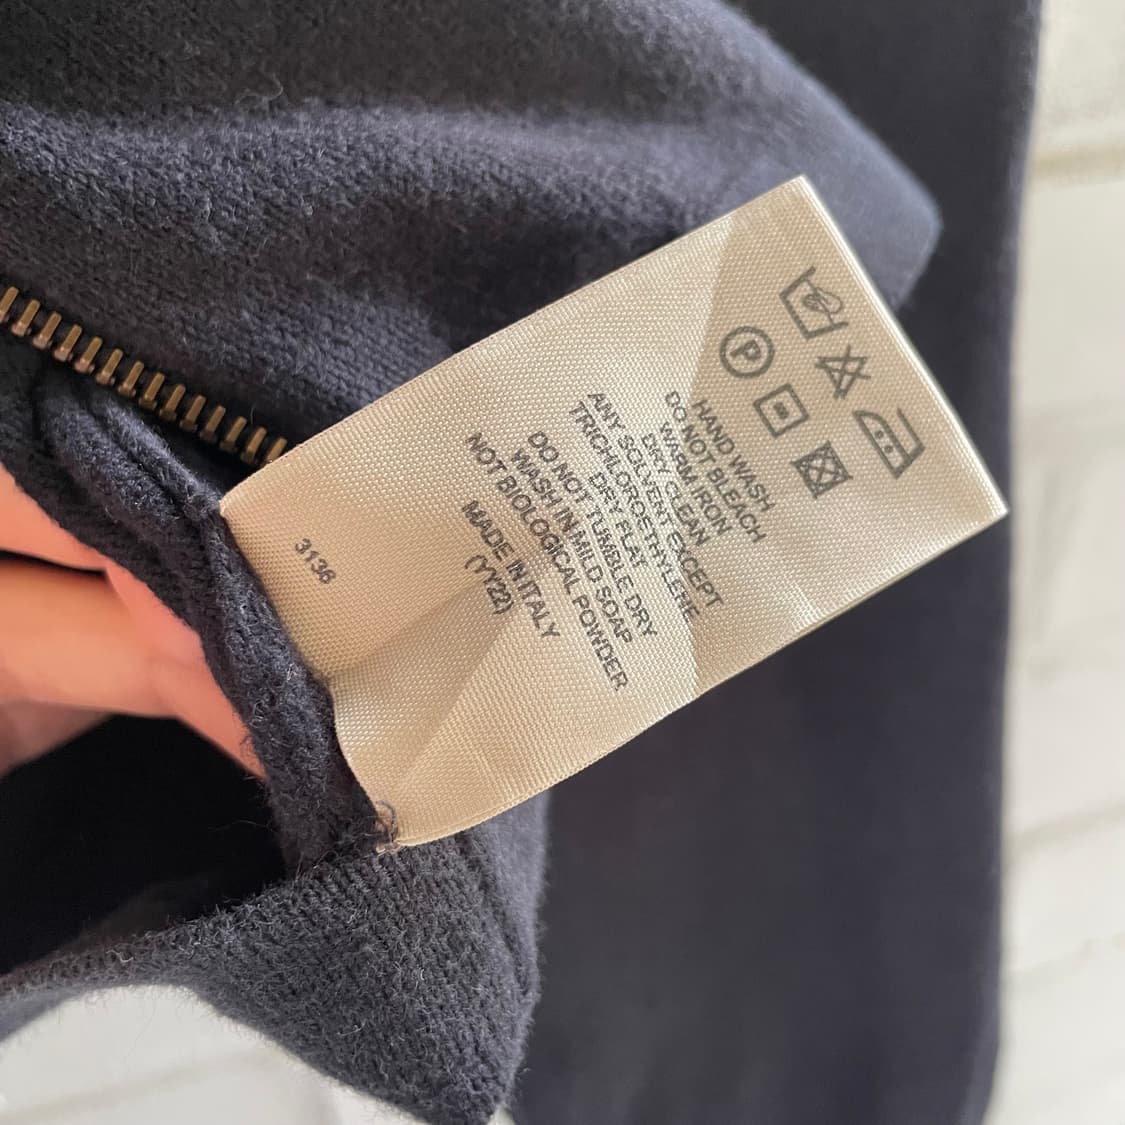 P
HAND WASH
DO NOT BLEACH
WARM IRON
DRY CLEAN
ANY SOLVENT EXCEPT
TRICHLOROETHYLENE
DRY FLAT
DO NOT TUMBLE DRY
WASH IN MILD SOAP
NOT BIOLOGICAL POWDER
MADE IN ITALY
(YY22)
3136